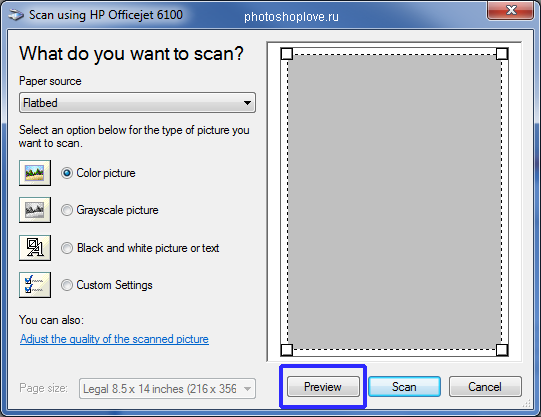 Scan using HP Officejet 6100
photoshoplove.ru
What do you want to scan?
Paper source
Flatbed
Select an option below for the type of picture you
want to scan.
Color picture
Grayscale picture
Black and white picture or text
Custom Settings
You can also:
Adjust the quality of the scanned picture
Page size:
Legal 8.5 x 14 inches (216 x 356
Preview
Scan
Cancel